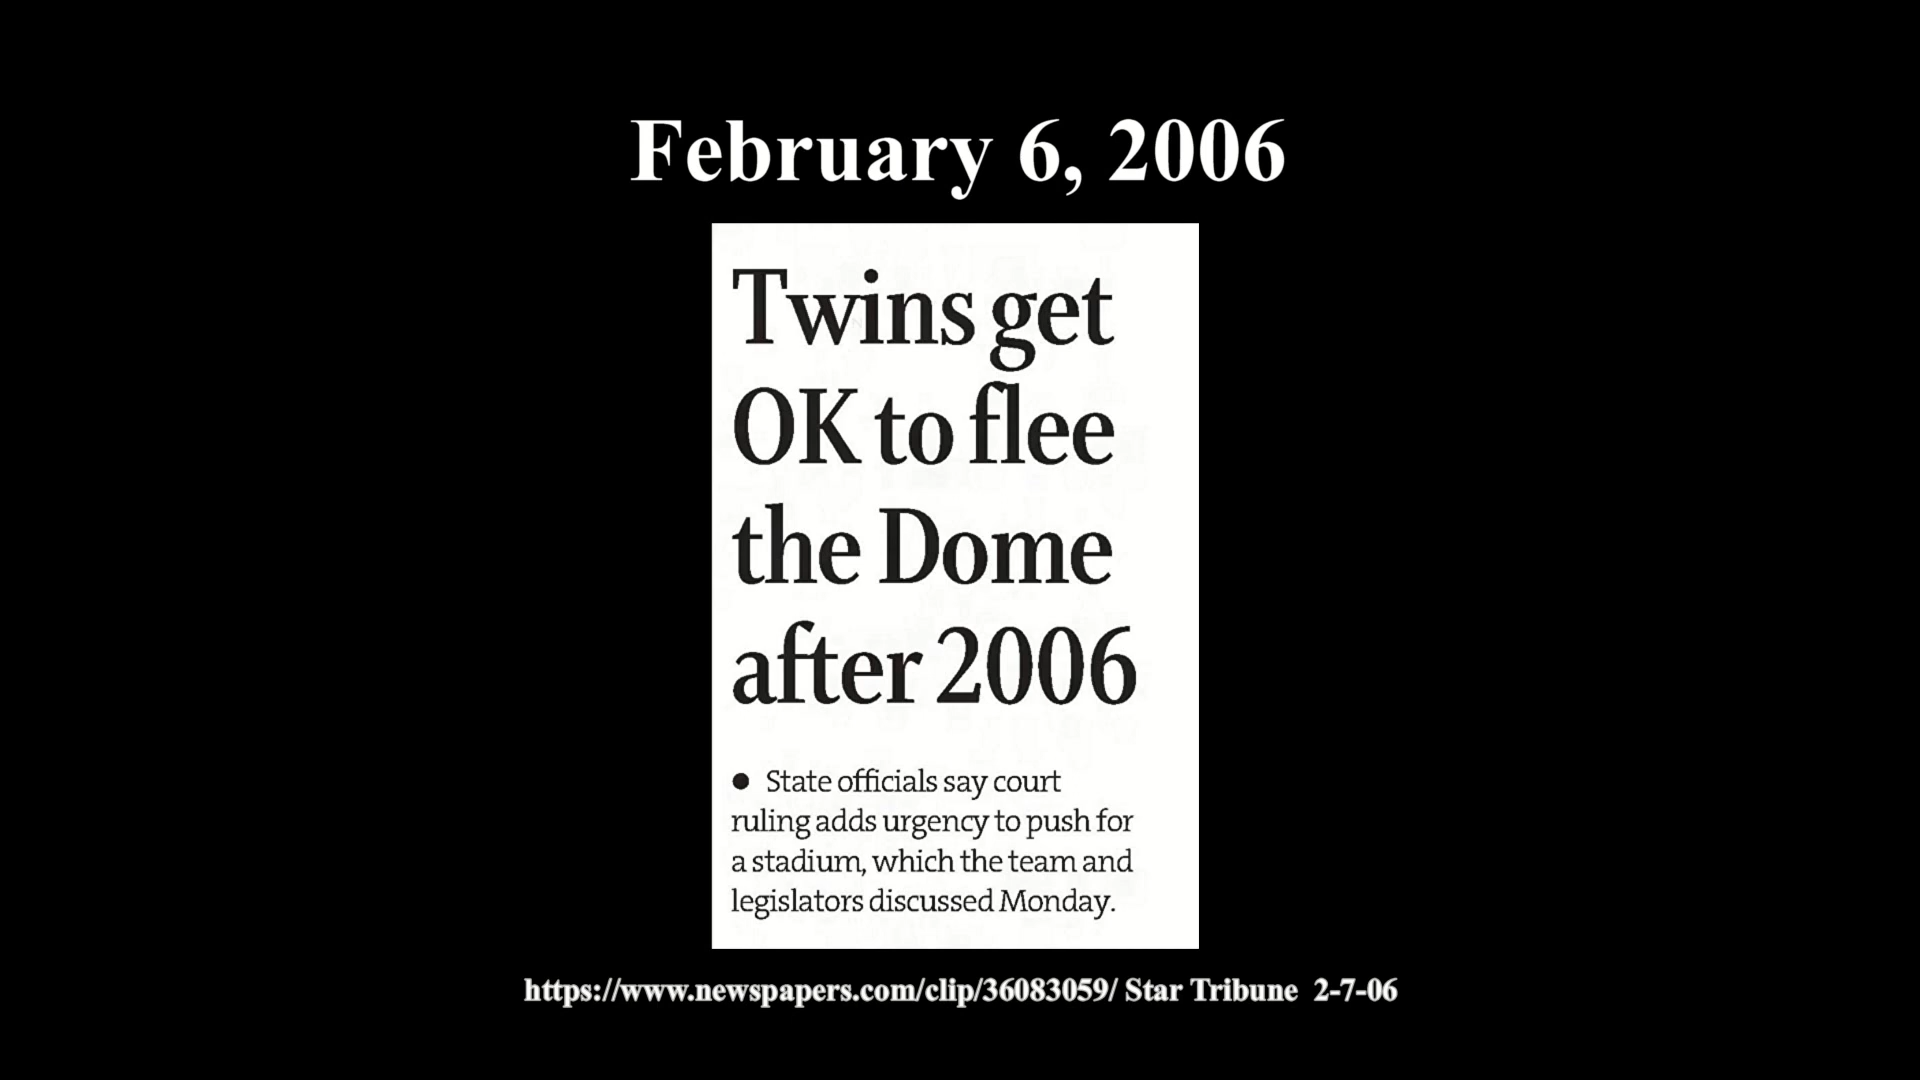 February 6, 2006
Twins get
OK to flee
the Dome
after 2006
● State officials say court
ruling adds urgency to push for
a stadium, which the team and
legislators discussed Monday.
https://www.newspapers.com/clip/36083059/ Star Tribune 2-7-06